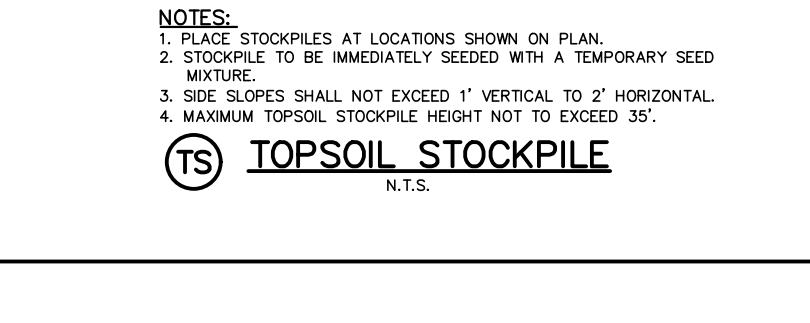 NOTES:
1. PLACE STOCKPILES AT LOCATIONS SHOWN ON PLAN.
2. STOCKPILE TO BE IMMEDIATELY SEEDED WITH A TEMPORARY SEED
MIXTURE.
3. SIDE SLOPES SHALL NOT EXCEED 1' VERTICAL TO 2' HORIZONTAL.
4. MAXIMUM TOPSOIL STOCKPILE HEIGHT NOT TO EXCEED 35'.
TS TOPSOIL STOCKPILE
N.T.S.